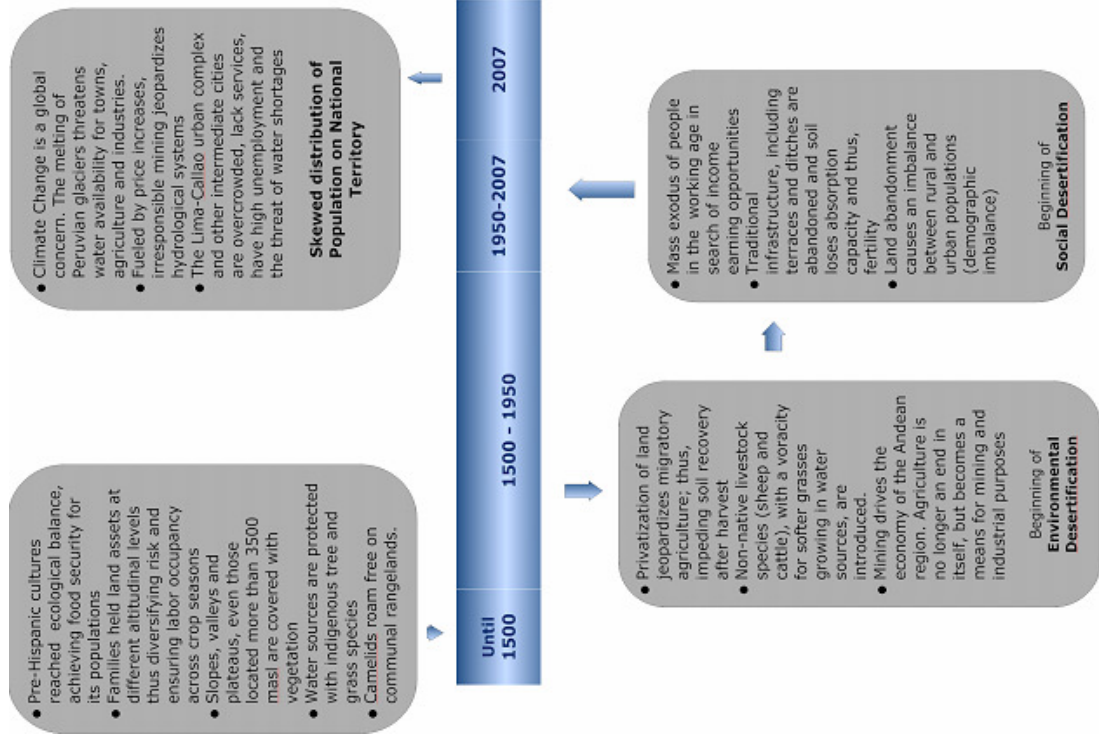 • Pre-Hispanic cultures
reached ecological balance,
achieving food security for
its populations
• Families held land assets at
different altitudinal levels
thus diversifying risk and
ensuring labor occupancy
across crop seasons
• Slopes, valleys and
plateaus, even those
located more than 3500
masl are covered with
vegetation
• Water sources are protected
with indigenous tree and
grass species
• Camelids roam free on
communal rangelands.
• Climate Change is a global
concern. The melting of
Peruvian glaciers threatens
water availability for towns,
agriculture and industries.
• Fueled by price increases,
irresponsible mining jeopardizes
hydrological systems
• The Lima-Callao urban complex
and other intermediate cities
are overcrowded, lack services,
have high unemployment and
the threat of water shortages
Skewed distribution of
Population on National
Territory
Until
1500
1500 - 1950
1950-2007
2007
• Privatization of land
jeopardizes migratory
agriculture; thus,
impeding soil recovery
after harvest
• Non-native livestock
species (sheep and
cattle), with a voracity
for softer grasses
growing in water
sources, are
introduced.
• Mining drives the
economy of the Andean
region. Agriculture is
no longer an end in
itself, but becomes a
means for mining and
industrial purposes
Beginning of
Environmental
Desertification
• Mass exodus of people
in the working age in
search of income
earning opportunities
• Traditional
infrastructure, including
terraces and ditches are
abandoned and soil
loses absorption
capacity and thus,
fertility
• Land abandonment
causes an imbalance
between rural and
urban populations
(demographic
imbalance)
Beginning of
Social Desertification